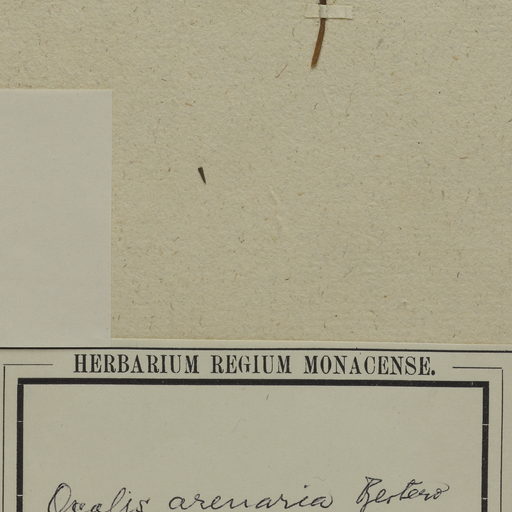 HERBARIUM REGIUM MONACENSE.
Oxalis arenaria Bertero